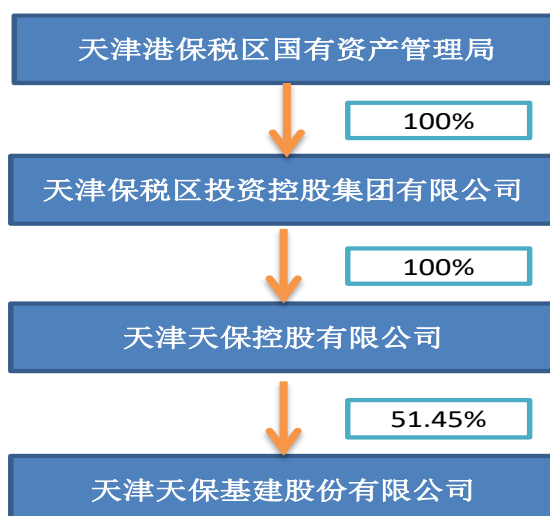 天津港保税区国有资产管理局
100%
天津保税区投资控股集团有限公司
100%
天津天保控股有限公司
51.45%
天津天保基建股份有限公司